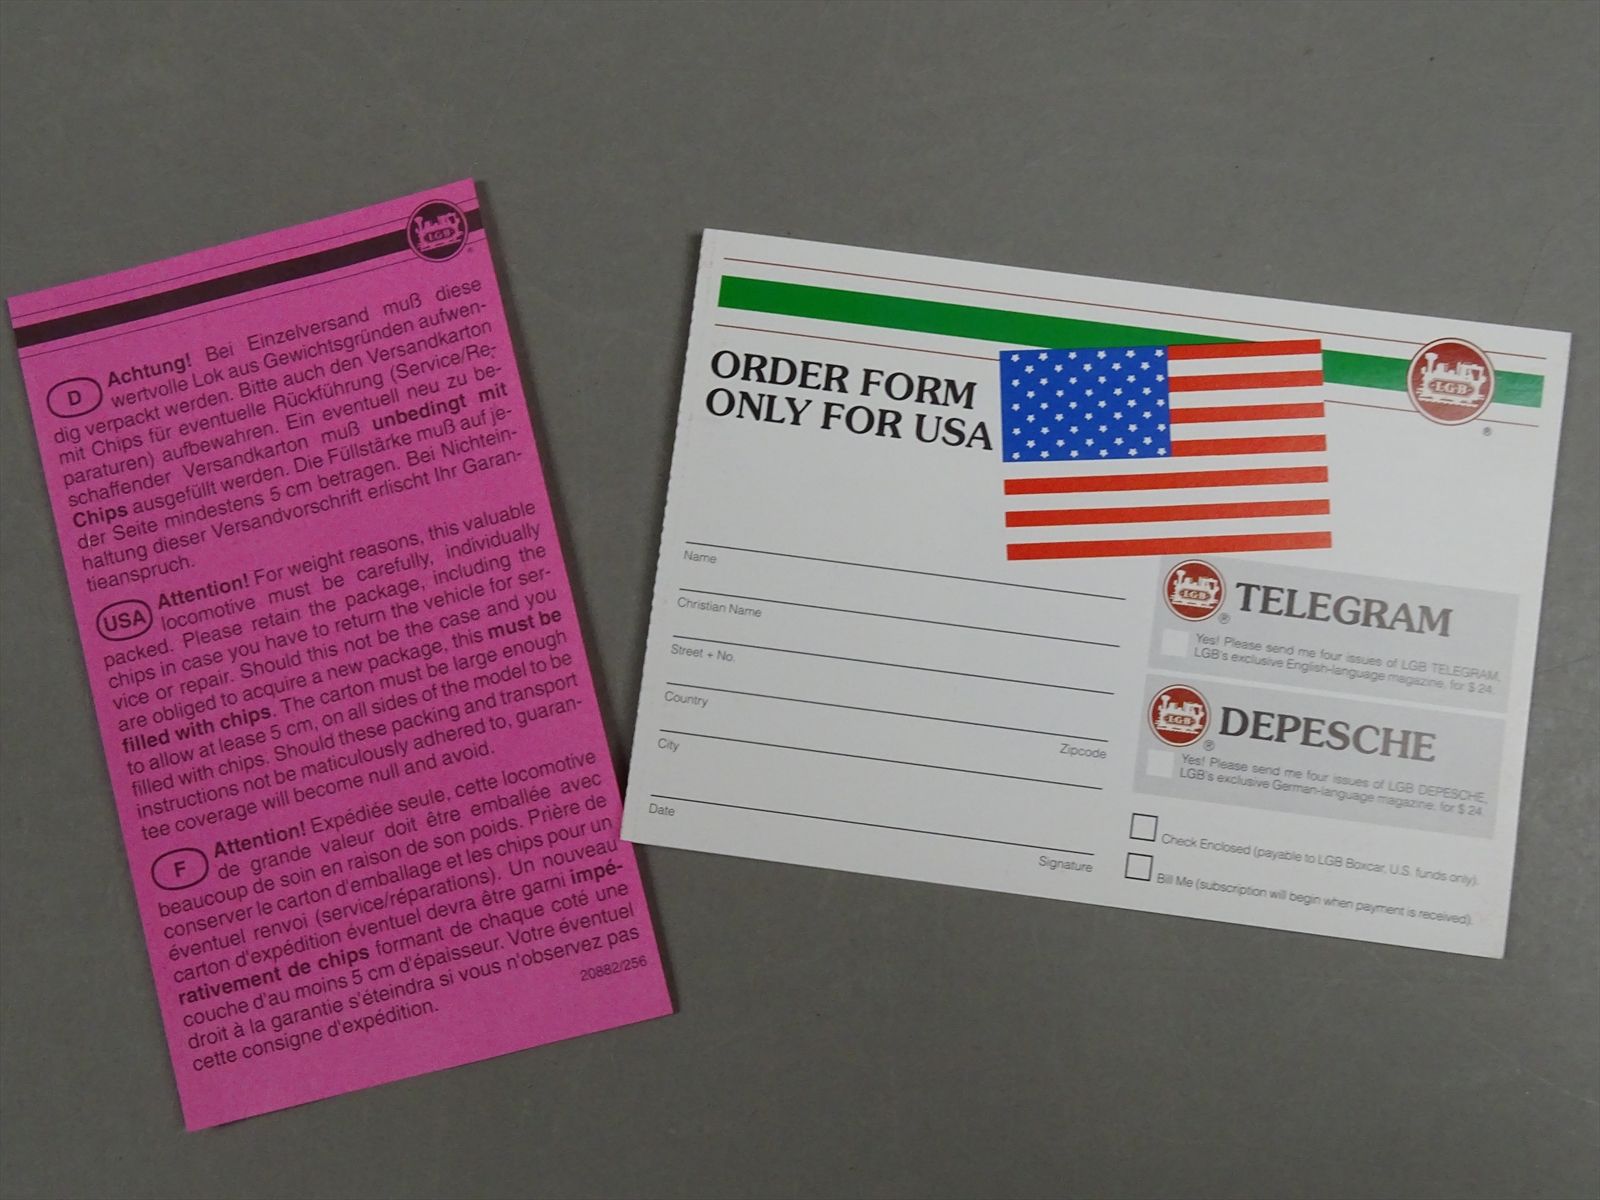 LGB
®
D
Achtung! Bei Einzelversand muß diese
wertvolle Lok aus Gewichtsgründen aufwen-
dig verpackt werden. Bitte auch den Versandkarton
mit Chips für eventuelle Rückführung (Service/Re-
paraturen) aufbewahren. Ein eventuell neu zu be-
schaffender Versandkarton muß unbedingt mit
Chips ausgefüllt werden. Die Füllstärke muß auf je-
der Seite mindestens 5 cm betragen. Bei Nichtein-
haltung dieser Versandvorschrift erlischt Ihr Garan-
tieanspruch.
USA
Attention! For weight reasons, this valuable
locomotive must be carefully, individually
packed. Please retain the package, including the
chips in case you have to return the vehicle for ser-
vice or repair. Should this not be the case and you
are obliged to acquire a new package, this must be
filled with chips. The carton must be large enough
to allow at lease 5 cm, on all sides of the model to be
filled with chips. Should these packing and transport
instructions not be maticulously adhered to, guaran-
tee coverage will become null and avoid.
F
Attention! Expédiée seule, cette locomotive
de grande valeur doit être emballée avec
beaucoup de soin en raison de son poids. Prière de
conserver le carton d'emballage et les chips pour un
éventuel renvoi (service/réparations). Un nouveau
carton d'expédition éventuel devra être garni impé-
rativement de chips formant de chaque coté une
couche d'au moins 5 cm d'épaisseur. Votre éventuel
droit à la garantie s'éteindra si vous n'observez pas
cette consigne d'expédition.
20882/256
LGB
®
ORDER FORM
ONLY FOR USA
Name
Christian Name
Street + No.
Country
Zipcode
City
Date
Signature
LGB
®
TELEGRAM
Yes! Please send me four issues of LGB TELEGRAM,
LGB's exclusive English-language magazine, for $ 24.
LGB
®
DEPESCHE
Yes! Please send me four issues of LGB DEPESCHE,
LGB's exclusive German-language magazine, for $ 24.
Check Enclosed (payable to LGB Boxcar, U.S. funds only).
Bill Me (subscription will begin when payment is received).